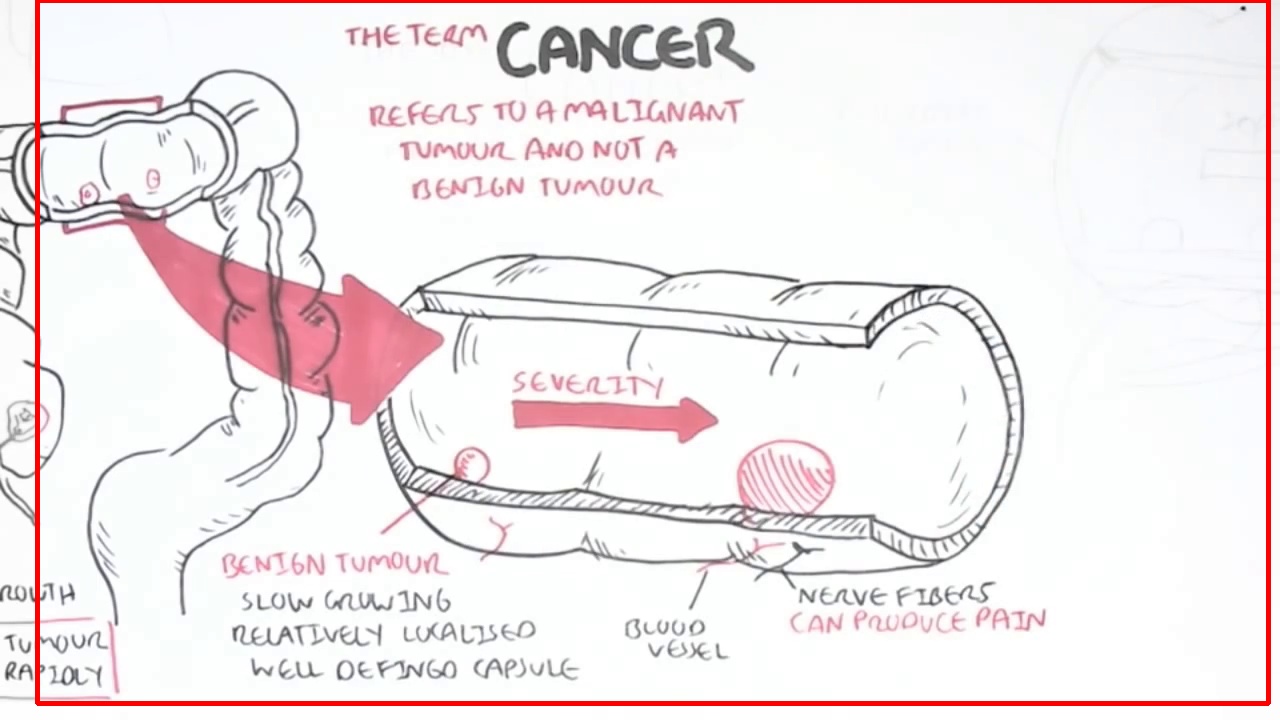 THE TERM CANCER
REFERS TO A MALIGNANT
TUMOUR AND NOT A
BENIGN TUMOUR
SEVERITY
BENIGN TUMOUR
SLOW GROWING
RELATIVELY LOCALISED
WELL DEFINED CAPSULE
BLOOD
VESSEL
NERVE FIBERS
CAN PRODUCE PAIN
ROWTH
TUMOUR
RAPIDLY